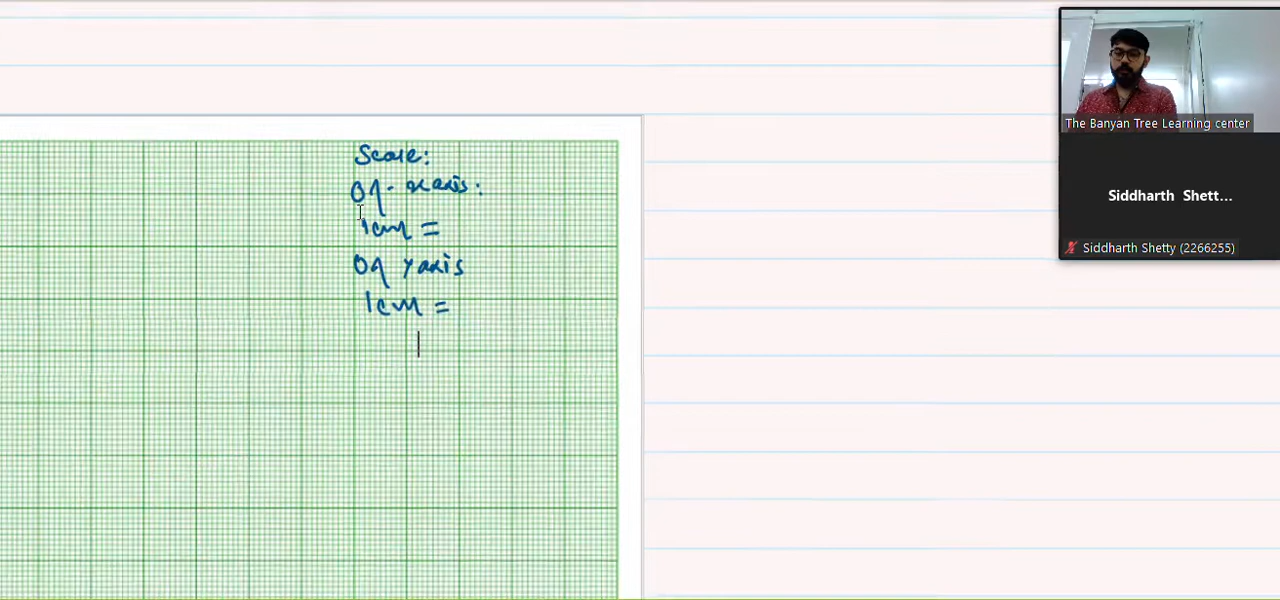 Scale:
On - x axis:
1cm =
On y axis
1cm =
The Banyan Tree Learning center
Siddharth Shett...
Siddharth Shetty (2266255)